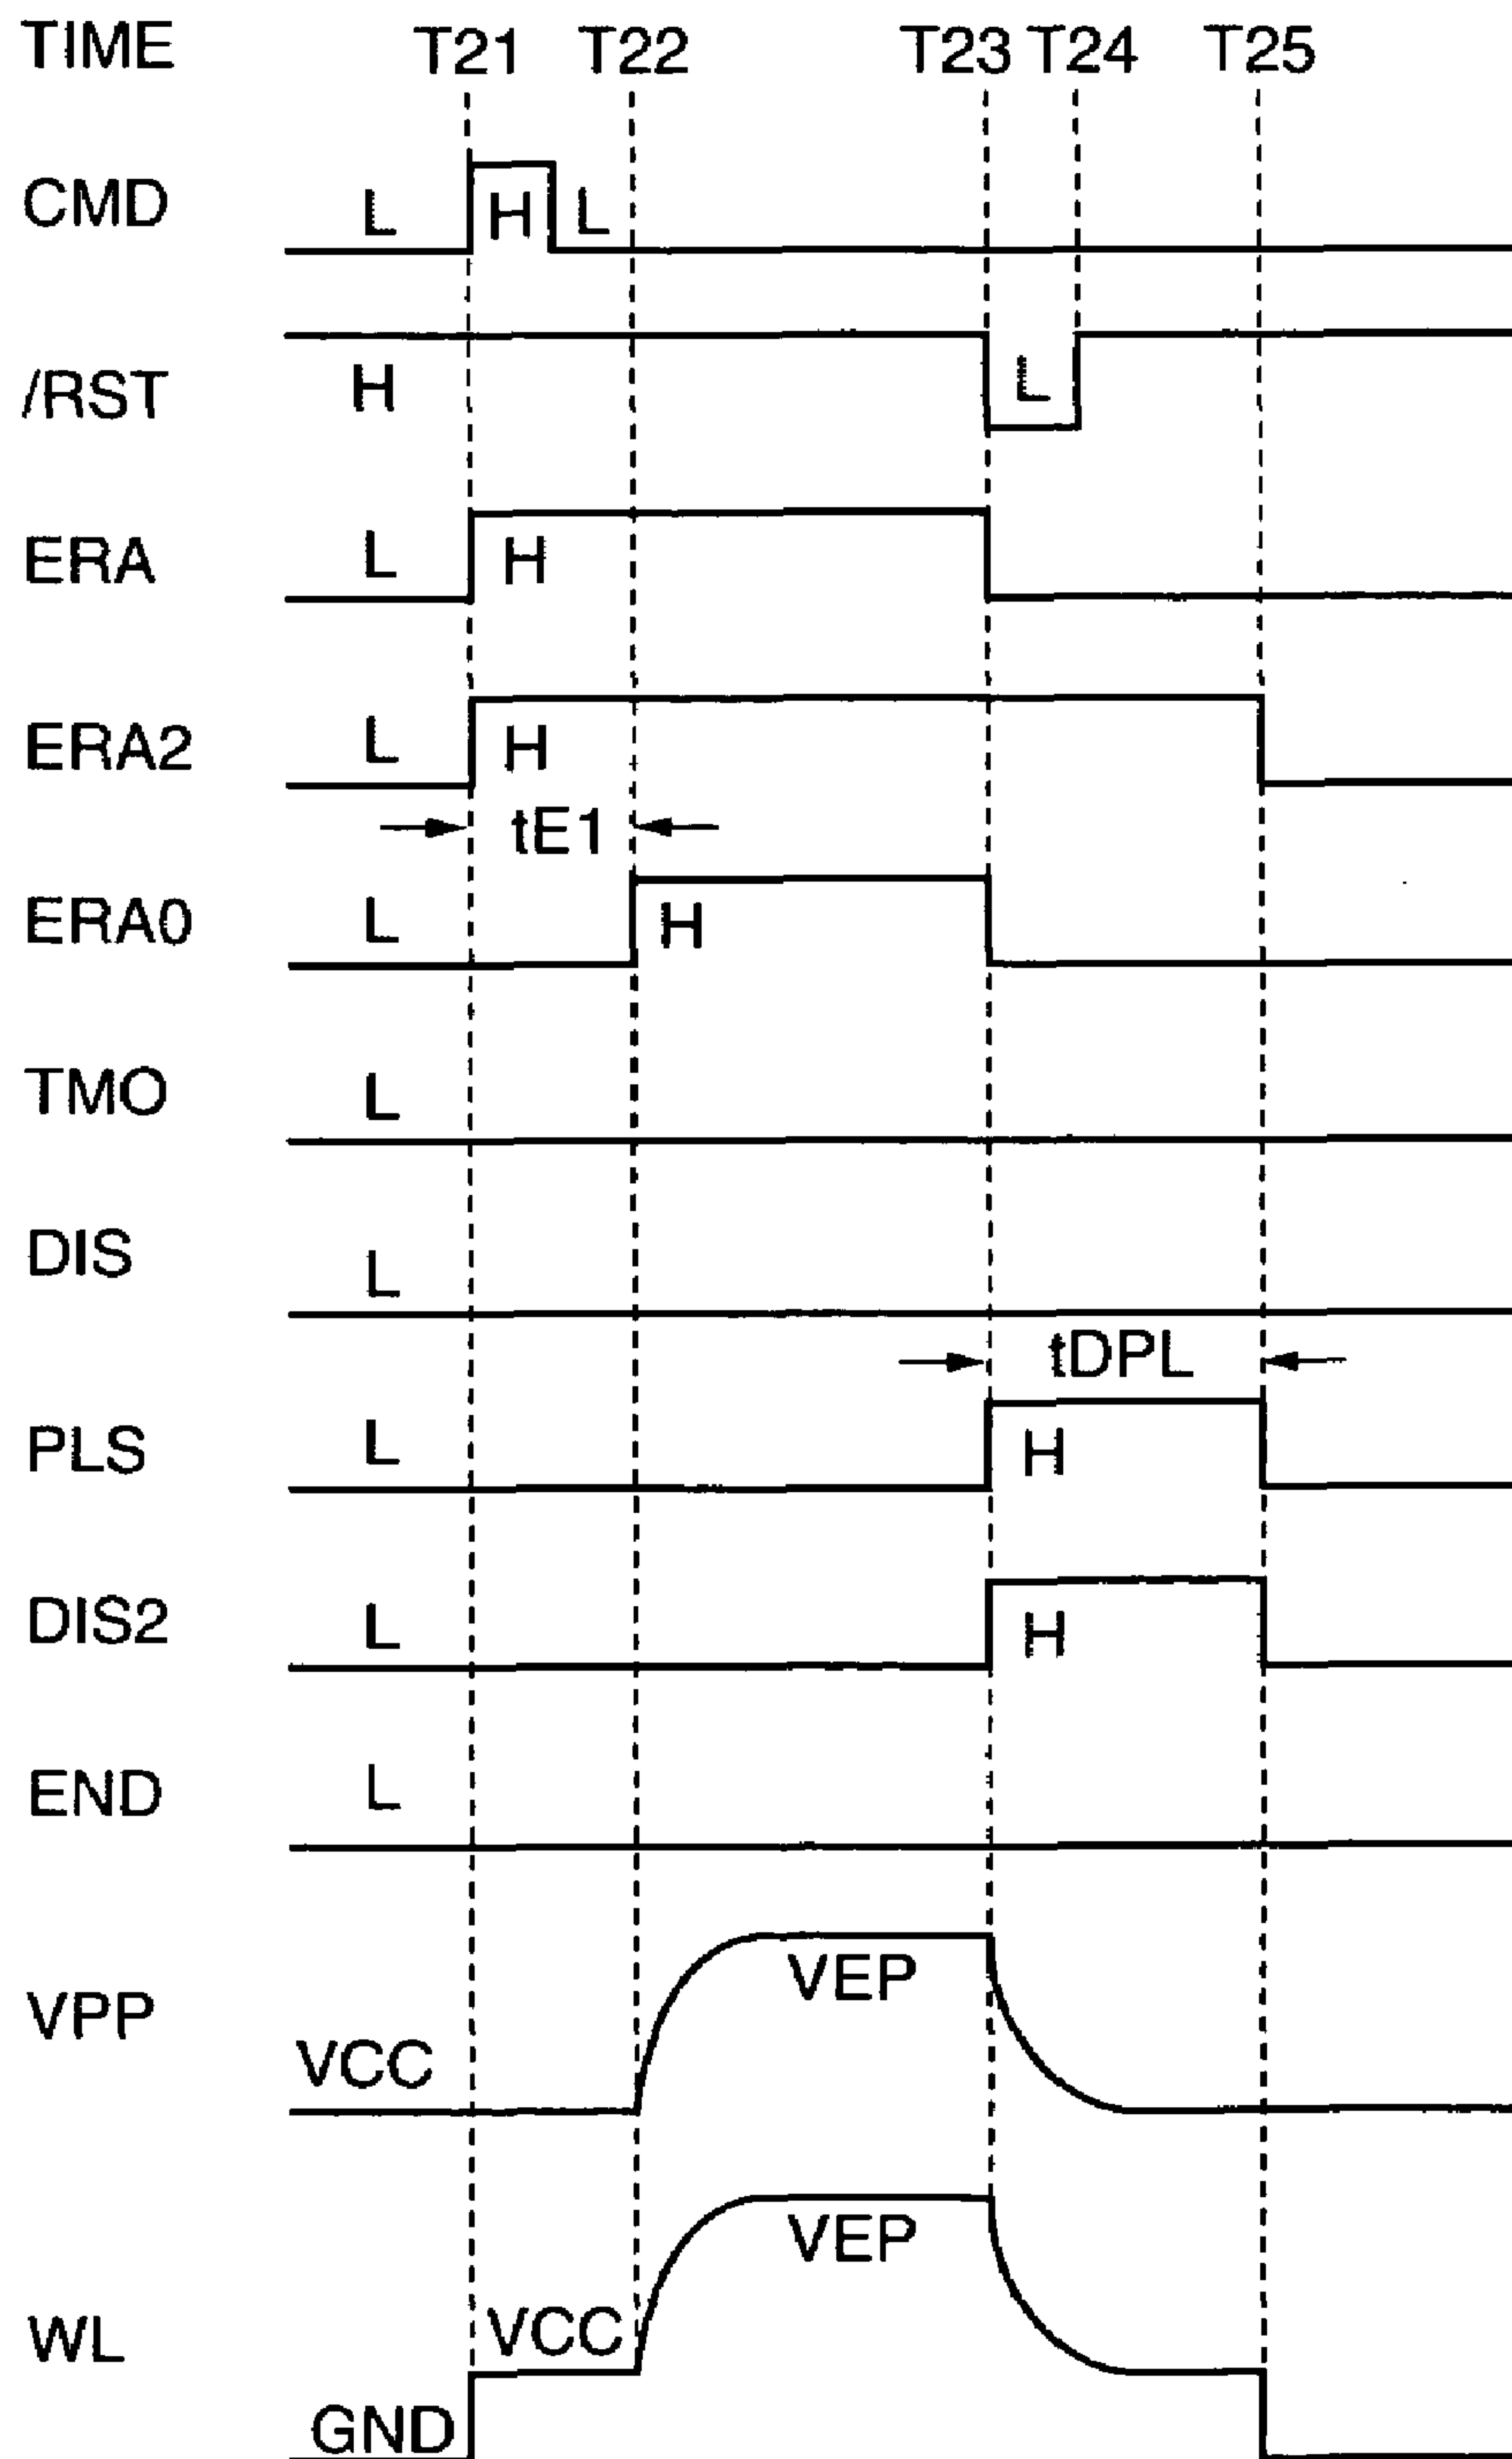 TIME T21 T22 T23 T24 T25
CMD L H L
/RST H L
ERA L H
ERA2 L H
tE1
ERA0 L H
TMO L
DIS L
tDPL
PLS L H
DIS2 L H
END L
VEP
VPP
VCC
VEP
WL VCC
GND